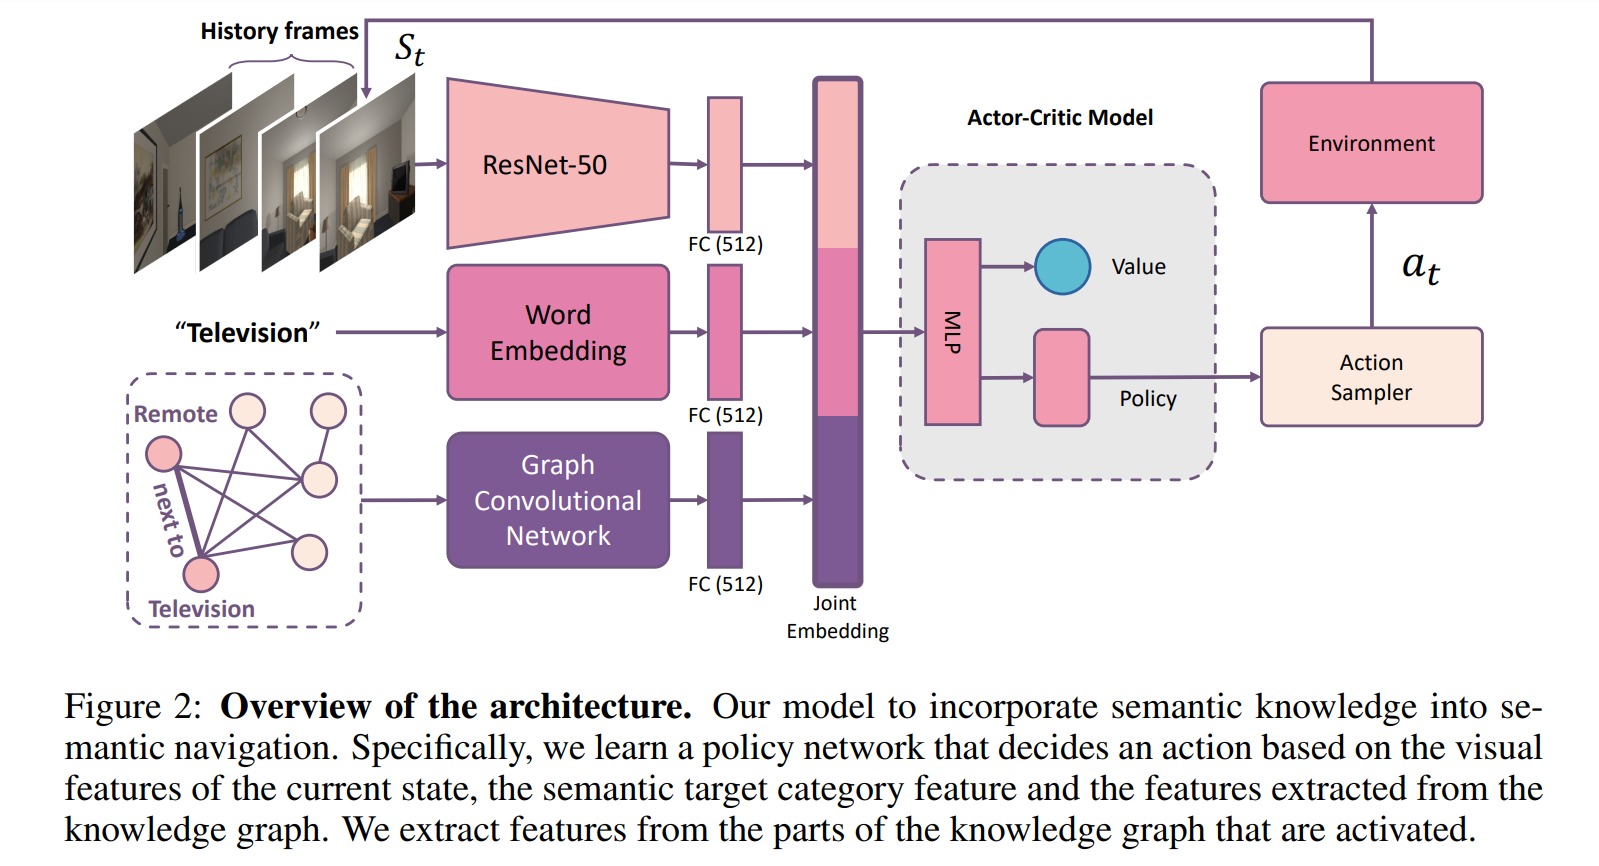 History frames
S_t
ResNet-50
FC (512)
"Television"
Word
Embedding
FC (512)
Remote
next to
Television
Graph
Convolutional
Network
FC (512)
Joint
Embedding
Actor-Critic Model
MLP
Value
Policy
Environment
a_t
Action
Sampler
Figure 2: Overview of the architecture. Our model to incorporate semantic knowledge into se-
mantic navigation. Specifically, we learn a policy network that decides an action based on the visual
features of the current state, the semantic target category feature and the features extracted from the
knowledge graph. We extract features from the parts of the knowledge graph that are activated.